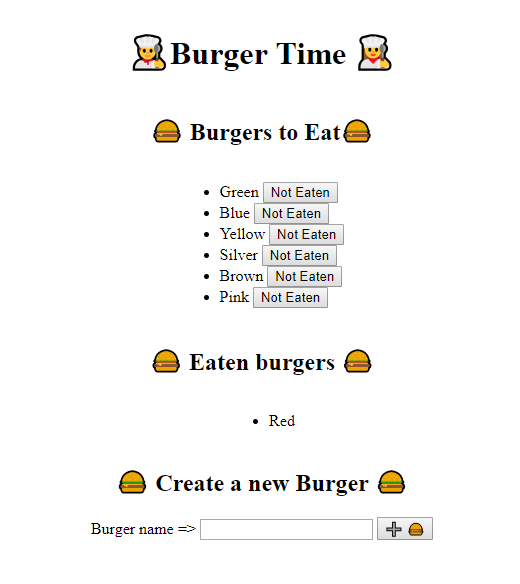 Burger Time
Burgers to Eat
Green Not Eaten
Blue Not Eaten
Yellow Not Eaten
Silver Not Eaten
Brown Not Eaten
Pink Not Eaten
Eaten burgers
Red
Create a new Burger
Burger name =>